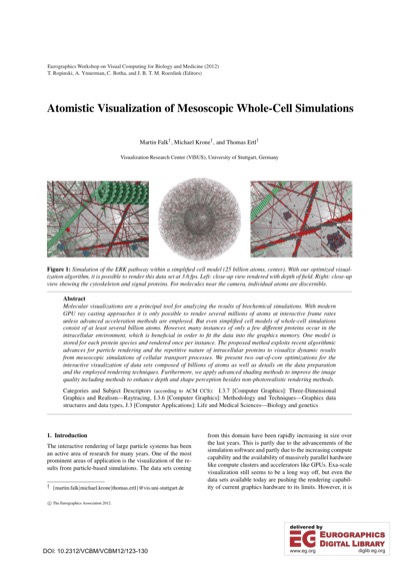 Eurographics Workshop on Visual Computing for Biology and Medicine (2012)
T. Ropinski, A. Ynnerman, C. Botha, and J. B. T. M. Roerdink (Editors)
Atomistic Visualization of Mesoscopic Whole-Cell Simulations
Martin Falk†, Michael Krone†, and Thomas Ertl†
Visualization Research Center (VISUS), University of Stuttgart, Germany
Figure 1: Simulation of the ERK pathway within a simplified cell model (25 billion atoms, center). With our optimized visual-
ization algorithm, it is possible to render this data set at 3.6 fps. Left: close-up view rendered with depth of field. Right: close-up
view showing the cytoskeleton and signal proteins. For molecules near the camera, individual atoms are discernible.
Abstract
Molecular visualizations are a principal tool for analyzing the results of biochemical simulations. With modern
GPU ray casting approaches it is only possible to render several millions of atoms at interactive frame rates
unless advanced acceleration methods are employed. But even simplified cell models of whole-cell simulations
consist of at least several billion atoms. However, many instances of only a few different proteins occur in the
intracellular environment, which is beneficial in order to fit the data into the graphics memory. One model is
stored for each protein species and rendered once per instance. The proposed method exploits recent algorithmic
advances for particle rendering and the repetitive nature of intracellular proteins to visualize dynamic results
from mesoscopic simulations of cellular transport processes. We present two out-of-core optimizations for the
interactive visualization of data sets composed of billions of atoms as well as details on the data preparation
and the employed rendering techniques. Furthermore, we apply advanced shading methods to improve the image
quality including methods to enhance depth and shape perception besides non-photorealistic rendering methods.
Categories and Subject Descriptors (according to ACM CCS): I.3.7 [Computer Graphics]: Three-Dimensional
Graphics and Realism—Raytracing, I.3.6 [Computer Graphics]: Methodology and Techniques—Graphics data
structures and data types, J.3 [Computer Applications]: Life and Medical Sciences—Biology and genetics
1. Introduction
The interactive rendering of large particle systems has been
an active area of research for many years. One of the most
prominent areas of application is the visualization of the re-
sults from particle-based simulations. The data sets coming
† {martin.falk|michael.krone|thomas.ertl}@vis.uni-stuttgart.de
© The Eurographics Association 2012.
from this domain have been rapidly increasing in size over
the last years. This is partly due to the advancements of the
simulation software and partly due to the increasing compute
capability and the availability of massively parallel hardware
like compute clusters and accelerators like GPUs. Exa-scale
visualization still seems to be a long way off, but even the
data sets available today are pushing the rendering capabil-
ity of current graphics hardware to its limits. However, it is
DOI: 10.2312/VCBM/VCBM12/123-130
delivered by
EG EUROGRAPHICS
DIGITAL LIBRARY
www.eg.org
diglib.eg.org